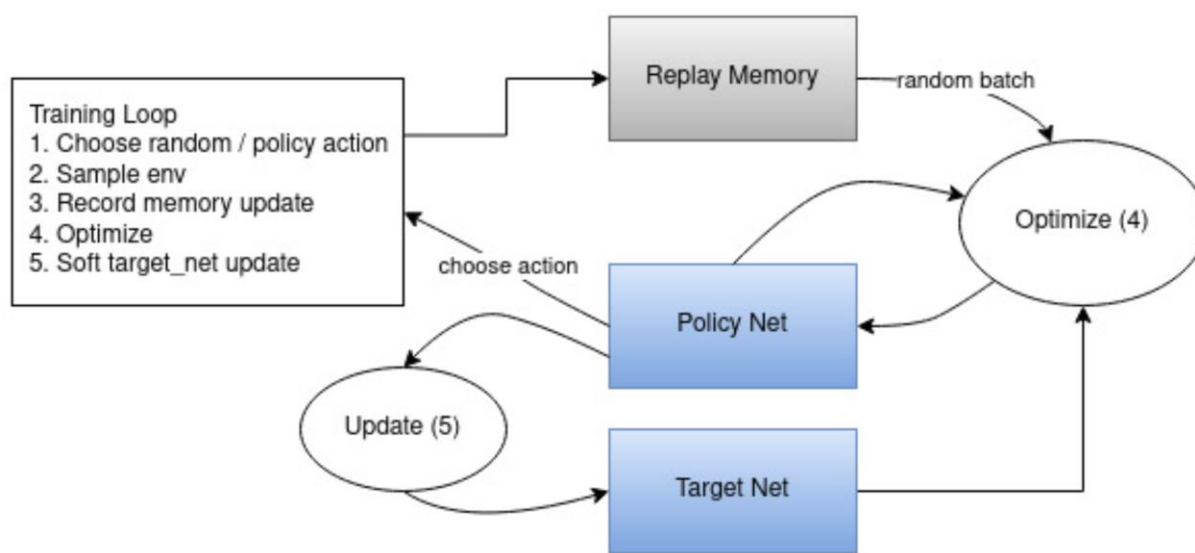 Replay Memory
random batch
Training Loop
1. Choose random / policy action
2. Sample env
3. Record memory update
4. Optimize
5. Soft target_net update
Optimize (4)
choose action
Policy Net
Update (5)
Target Net